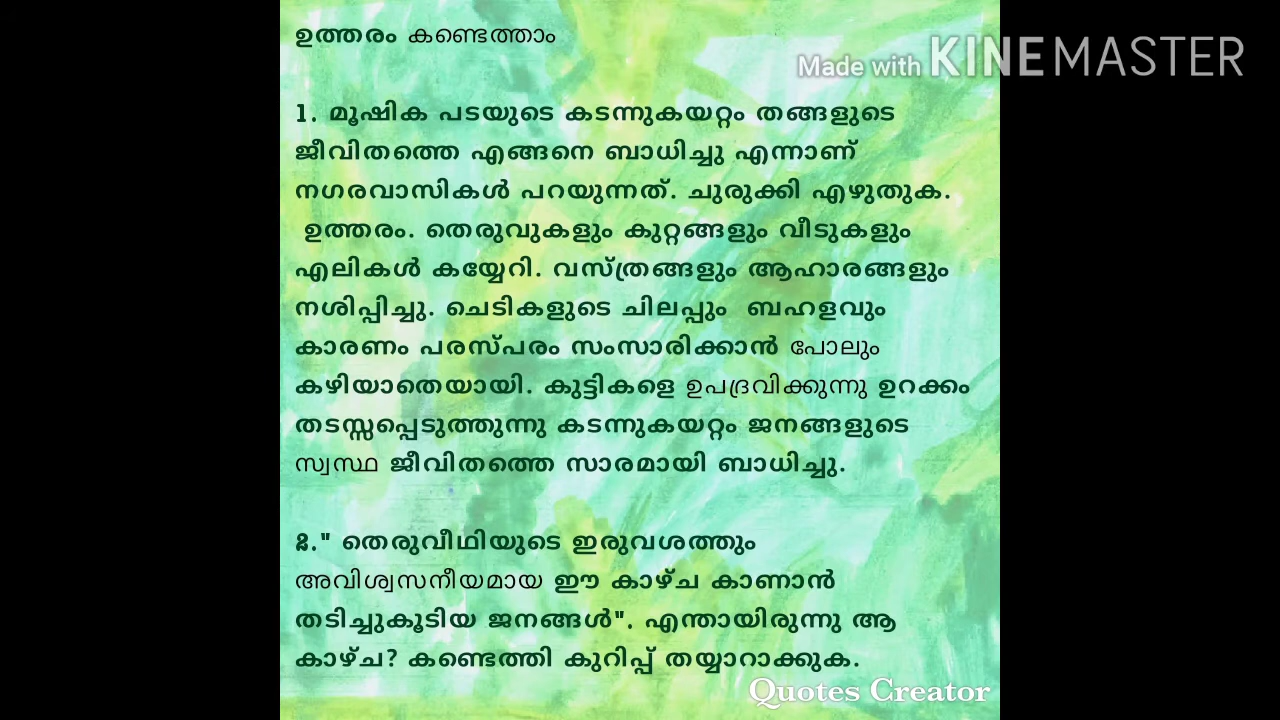 ഉത്തരം കണ്ടെത്താം
Made with KINEMASTER
1. മൂഷിക പടയുടെ കടന്നുകയറ്റം തങ്ങളുടെ
ജീവിതത്തെ എങ്ങനെ ബാധിച്ചു എന്നാണ്
നഗരവാസികൾ പറയുന്നത്. ചുരുക്കി എഴുതുക.
ഉത്തരം. തെരുവുകളും കുറ്റങ്ങളും വീടുകളും
എലികൾ കയ്യേറി. വസ്ത്രങ്ങളും ആഹാരങ്ങളും
നശിപ്പിച്ചു. ചെടികളുടെ ചിലപ്പും ബഹളവും
കാരണം പരസ്പരം സംസാരിക്കാൻ പോലും
കഴിയാതെയായി. കുട്ടികളെ ഉപദ്രവിക്കുന്നു ഉറക്കം
തടസ്സപ്പെടുത്തുന്നു കടന്നുകയറ്റം ജനങ്ങളുടെ
സ്വസ്ഥ ജീവിതത്തെ സാരമായി ബാധിച്ചു.
2." തെരുവീഥിയുടെ ഇരുവശത്തും
അവിശ്വസനീയമായ ഈ കാഴ്ച കാണാൻ
തടിച്ചുകൂടിയ ജനങ്ങൾ". എന്തായിരുന്നു ആ
കാഴ്ച? കണ്ടെത്തി കുറിപ്പ് തയ്യാറാക്കുക.
Quotes Creator